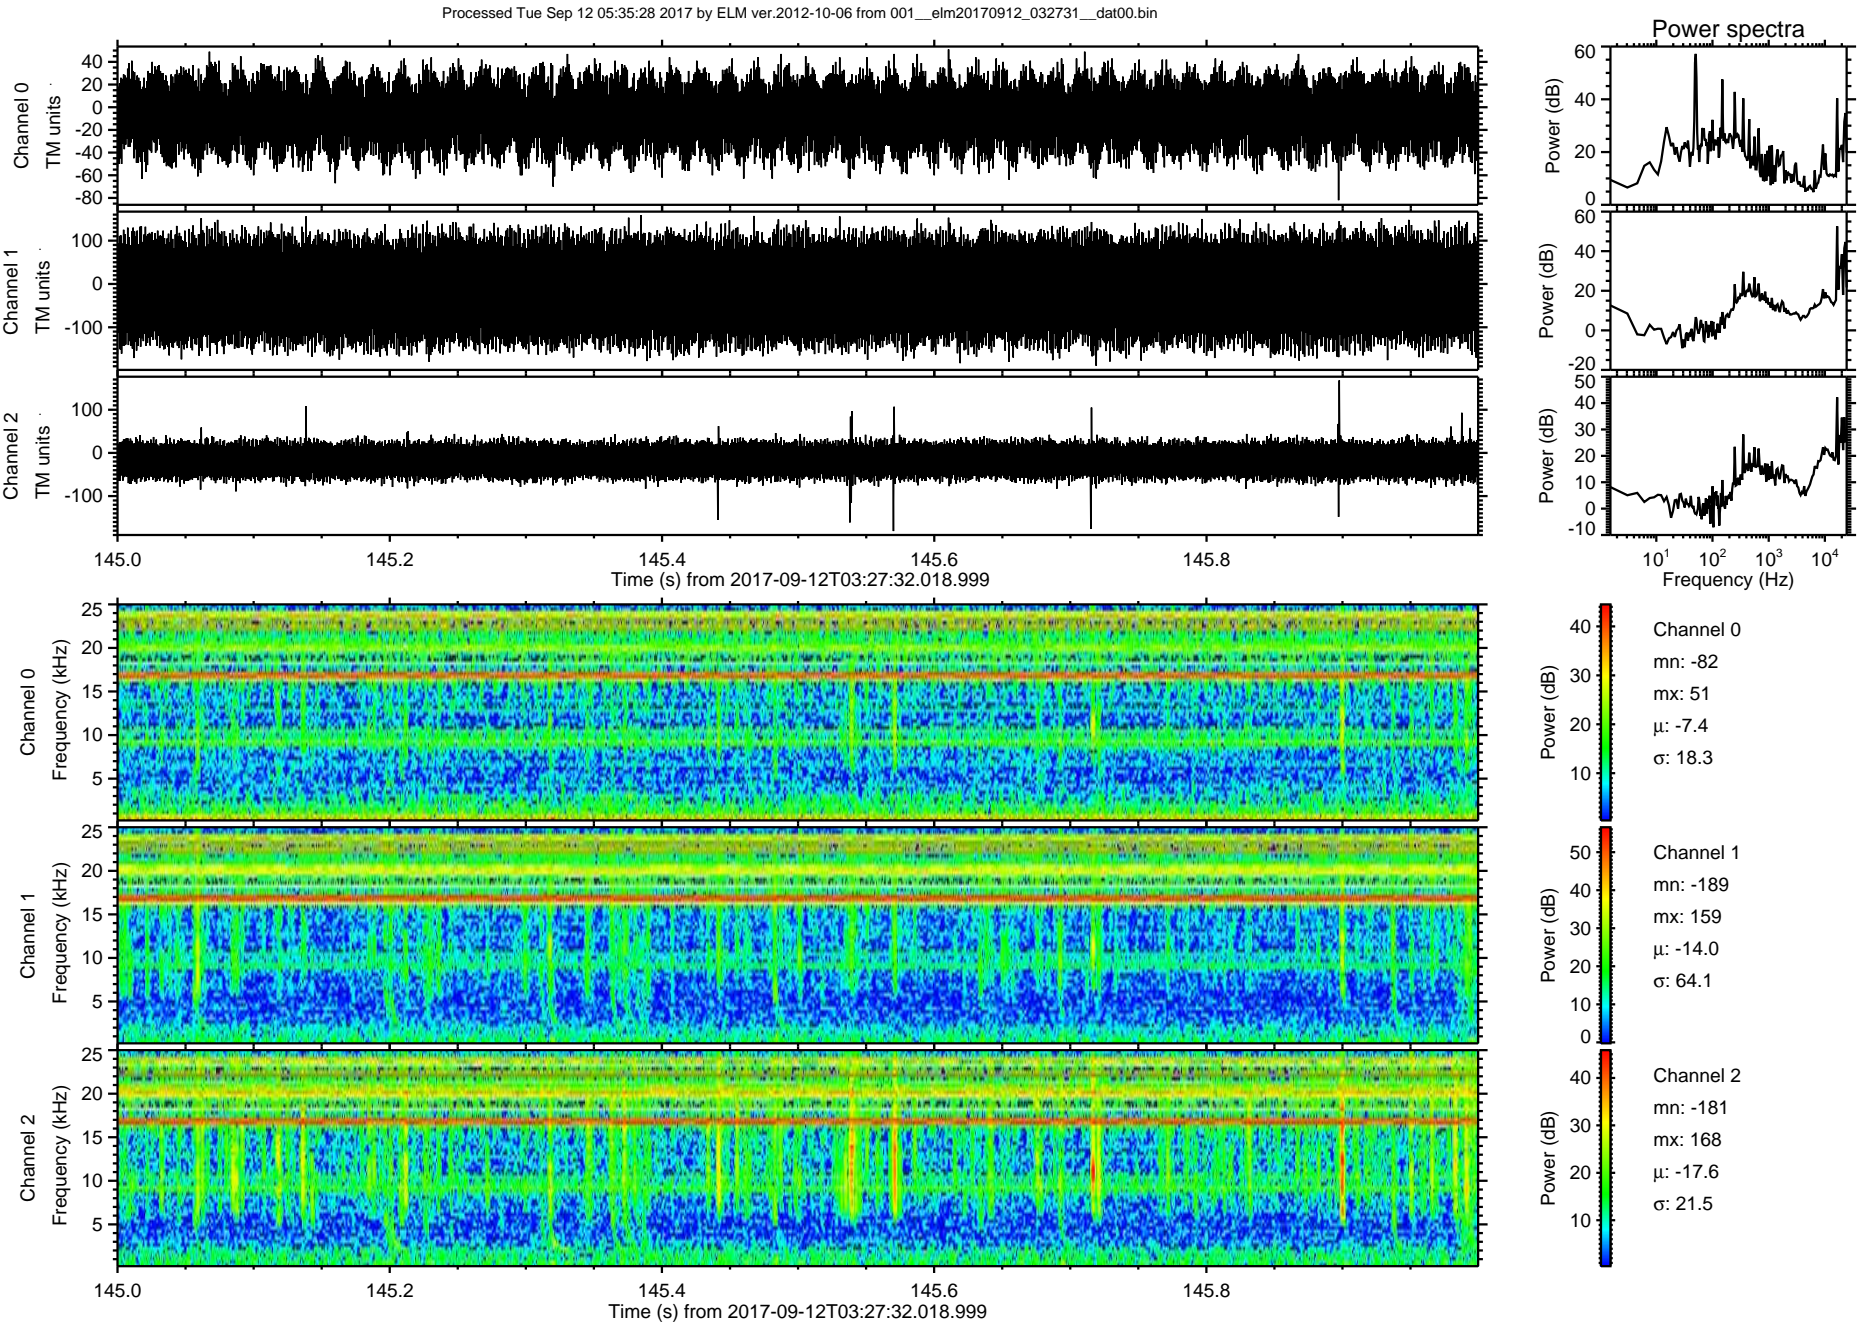 Processed Tue Sep 12 05:35:28 2017 by ELM ver.2012-10-06 from 001__elm20170912_032731__dat00.bin
Power spectra
Channel 0
TM units
40
20
0
-20
-40
-60
-80
Power (dB)
60
40
20
0
Channel 1
TM units
100
0
-100
Power (dB)
60
40
20
0
-20
Channel 2
TM units
100
0
-100
Power (dB)
50
40
30
20
10
0
-10
145.0 145.2 145.4 145.6 145.8
Time (s) from 2017-09-12T03:27:32.018.999
10¹ 10² 10³ 10⁴
Frequency (Hz)
Channel 0
Frequency (kHz)
25
20
15
10
5
Power (dB)
40
30
20
10
Channel 0
mn: -82
mx: 51
µ: -7.4
σ: 18.3
Channel 1
Frequency (kHz)
25
20
15
10
5
Power (dB)
50
40
30
20
10
0
Channel 1
mn: -189
mx: 159
µ: -14.0
σ: 64.1
Channel 2
Frequency (kHz)
25
20
15
10
5
Power (dB)
40
30
20
10
Channel 2
mn: -181
mx: 168
µ: -17.6
σ: 21.5
145.0 145.2 145.4 145.6 145.8
Time (s) from 2017-09-12T03:27:32.018.999